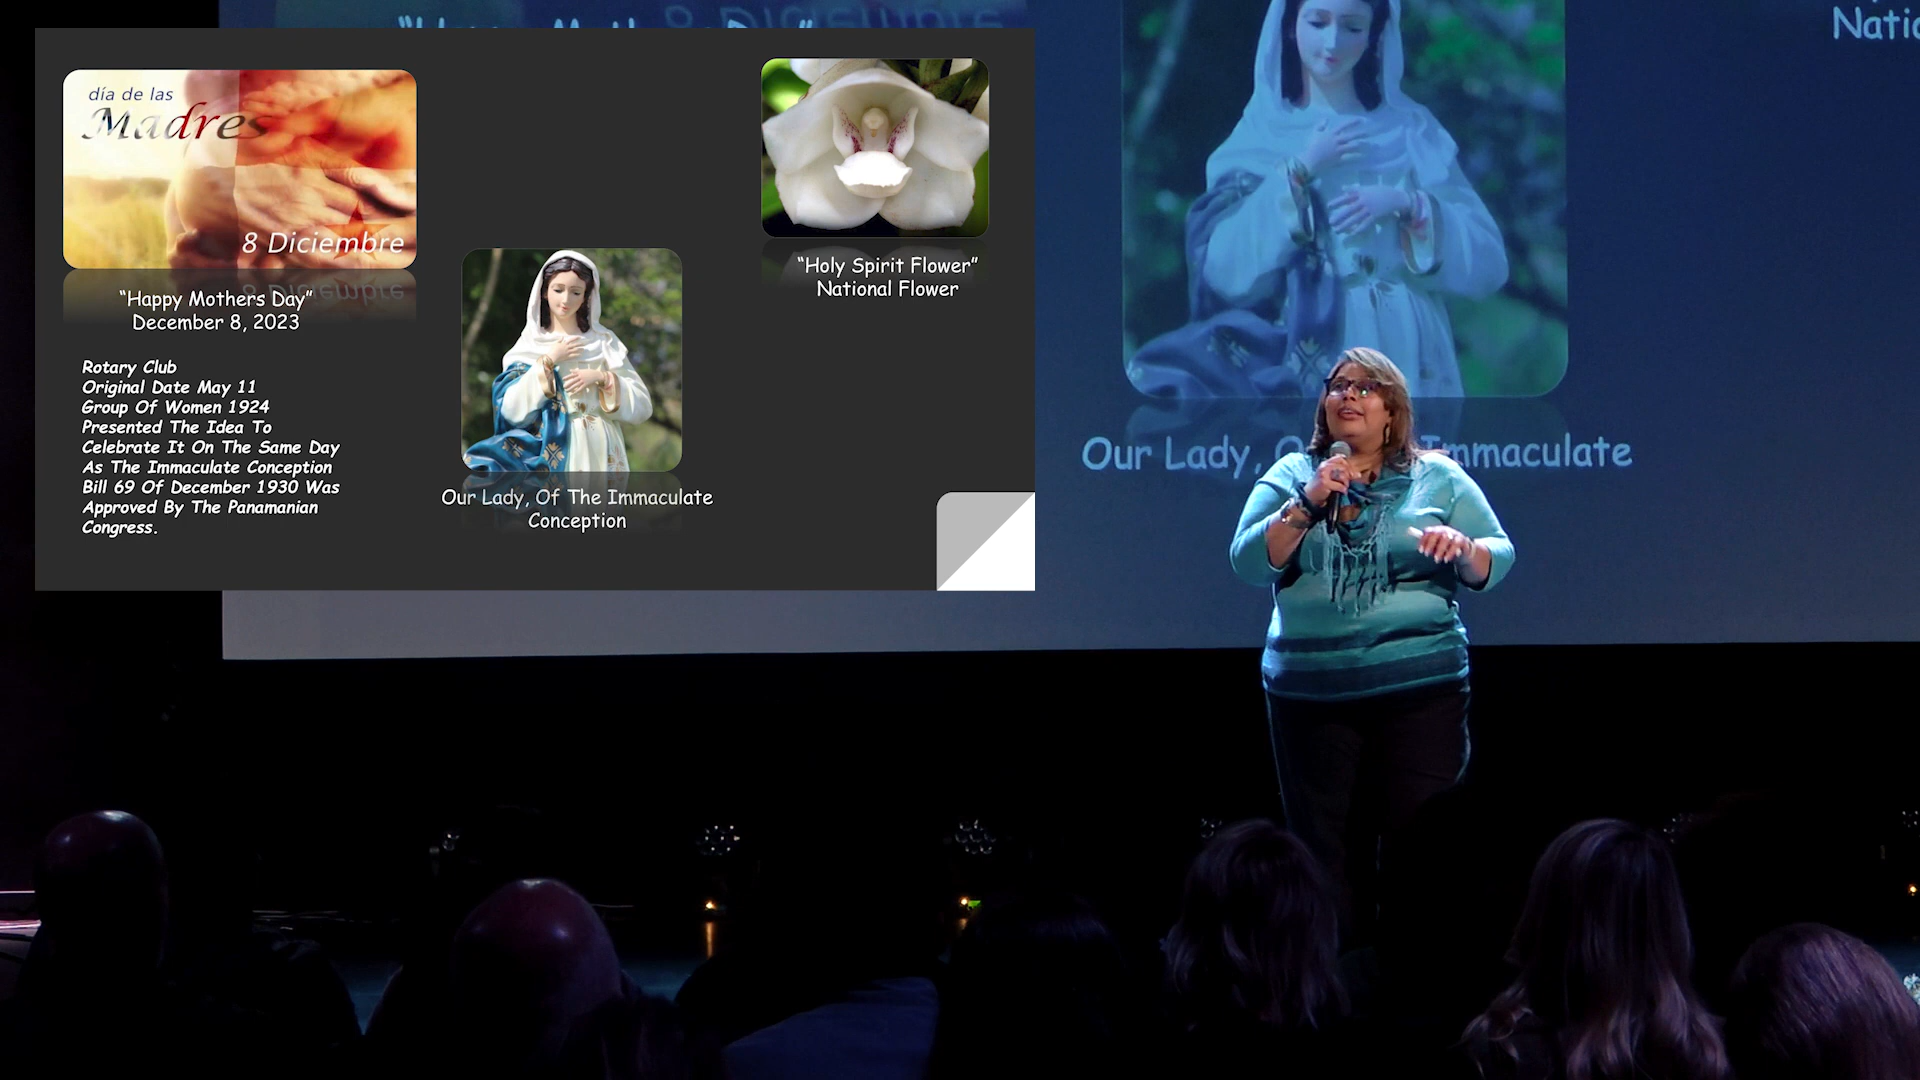 día de las
Madres
8 Diciembre
"Happy Mothers Day"
December 8, 2023
Rotary Club
Original Date May 11
Group Of Women 1924
Presented The Idea To
Celebrate It On The Same Day
As The Immaculate Conception
Bill 69 Of December 1930 Was
Approved By The Panamanian
Congress.
Our Lady, Of The Immaculate
Conception
"Holy Spirit Flower"
National Flower
Our Lady, Immaculate